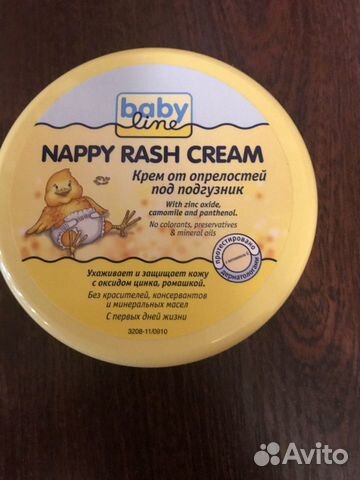 baby
line
NAPPY RASH CREAM
Крем от опрелостей
под подгузник
With zinc oxide,
camomile and panthenol.
No colorants, preservatives
& mineral oils
протестировано
дерматологами
Ухаживает и защищает кожу
с оксидом цинка, ромашкой.
Без красителей, консервантов
и минеральных масел
С первых дней жизни
3208-11/0910
Avito